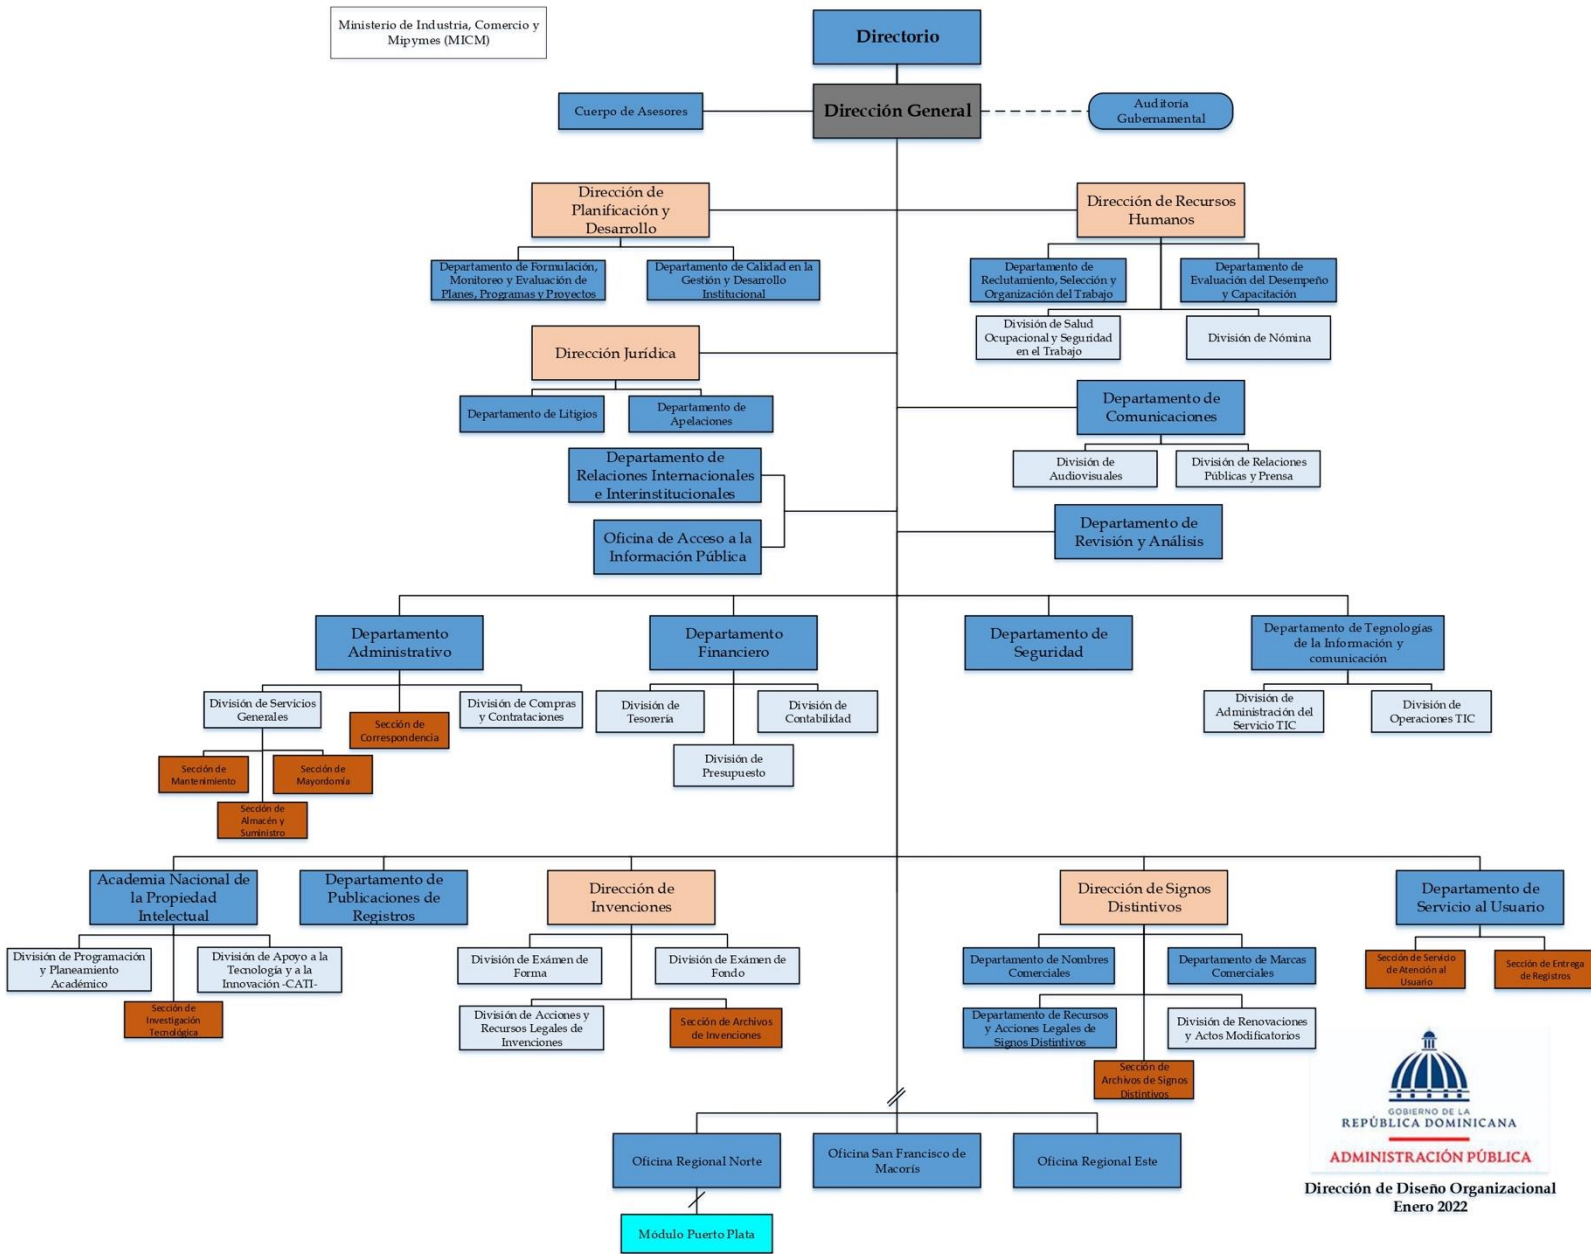 Ministerio de Industria, Comercio y
Mipymes (MICM)
Directorio
Cuerpo de Asesores
Dirección General
Auditoría
Gubernamental
Dirección de
Planificación y
Desarrollo
Dirección de Recursos
Humanos
Departamento de Formulación,
Monitoreo y Evaluación de
Planes, Programas y Proyectos
Departamento de Calidad en la
Gestión y Desarrollo
Institucional
Departamento de
Reclutamiento, Selección y
Organización del Trabajo
Departamento de
Evaluación del Desempeño
y Capacitación
División de Salud
Ocupacional y Seguridad
en el Trabajo
División de Nómina
Dirección Jurídica
Departamento de Litigios
Departamento de
Apelaciones
Departamento de
Comunicaciones
División de
Audiovisuales
División de Relaciones
Públicas y Prensa
Departamento de
Relaciones Internacionales
e Interinstitucionales
Oficina de Acceso a la
Información Pública
Departamento de
Revisión y Análisis
Departamento
Administrativo
Departamento
Financiero
Departamento de
Seguridad
Departamento de Tegnologías
de la Información y
comunicación
División de Servicios
Generales
Sección de
Correspondencia
División de Compras
y Contrataciones
División de
Tesorería
División de
Contabilidad
División de
Presupuesto
División de
Administración del
Servicio TIC
División de
Operaciones TIC
Sección de
Mantenimiento
Sección de
Mayordomía
Sección de
Almacén y
Suministro
Academia Nacional de
la Propiedad
Intelectual
Departamento de
Publicaciones de
Registros
Dirección de
Invenciones
Dirección de Signos
Distintivos
Departamento de
Servicio al Usuario
División de Programación
y Planeamiento
Académico
División de Apoyo a la
Tecnología y a la
Innovación -CATI-
Sección de
Investigación
Tecnológica
División de Exámen de
Forma
División de Exámen de
Fondo
División de Acciones y
Recursos Legales de
Invenciones
Sección de Archivos
de Invenciones
Departamento de Nombres
Comerciales
Departamento de Marcas
Comerciales
Departamento de Recursos
y Acciones Legales de
Signos Distintivos
División de Renovaciones
y Actos Modificatorios
Sección de
Archivos de Signos
Distintivos
Sección de Servicio
de Atención al
Usuario
Sección de Entrega
de Registros
Oficina Regional Norte
Oficina San Francisco de
Macorís
Oficina Regional Este
Módulo Puerto Plata
GOBIERNO DE LA
REPÚBLICA DOMINICANA
ADMINISTRACIÓN PÚBLICA
Dirección de Diseño Organizacional
Enero 2022